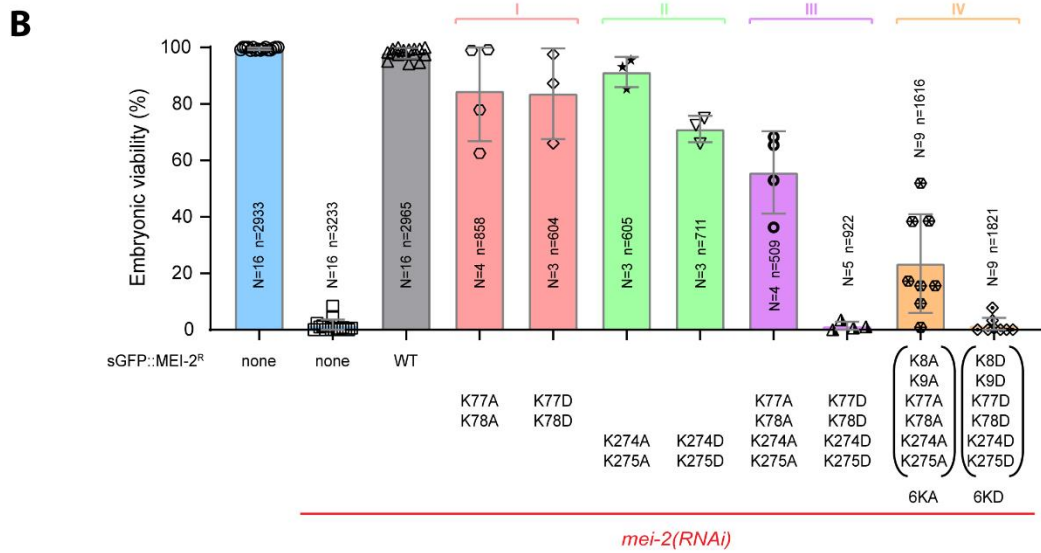 B
I II III IV
Embryonic viability (%)
100
80
60
40
20
0
N=16 n=2933
N=16 n=3233
N=16 n=2965
N=4 n=858
N=3 n=604
N=3 n=605
N=3 n=711
N=4 n=509
N=5 n=922
N=9 n=1616
N=9 n=1821
sGFP::MEI-2ᴿ none none WT
K8A K8D
K9A K9D
K77A K77D K77A K77D K77A K77D
K78A K78D K78A K78D K78A K78D
K274A K274D K274A K274D K274A K274D
K275A K275D K275A K275D K275A K275D
6KA 6KD
mei-2(RNAi)